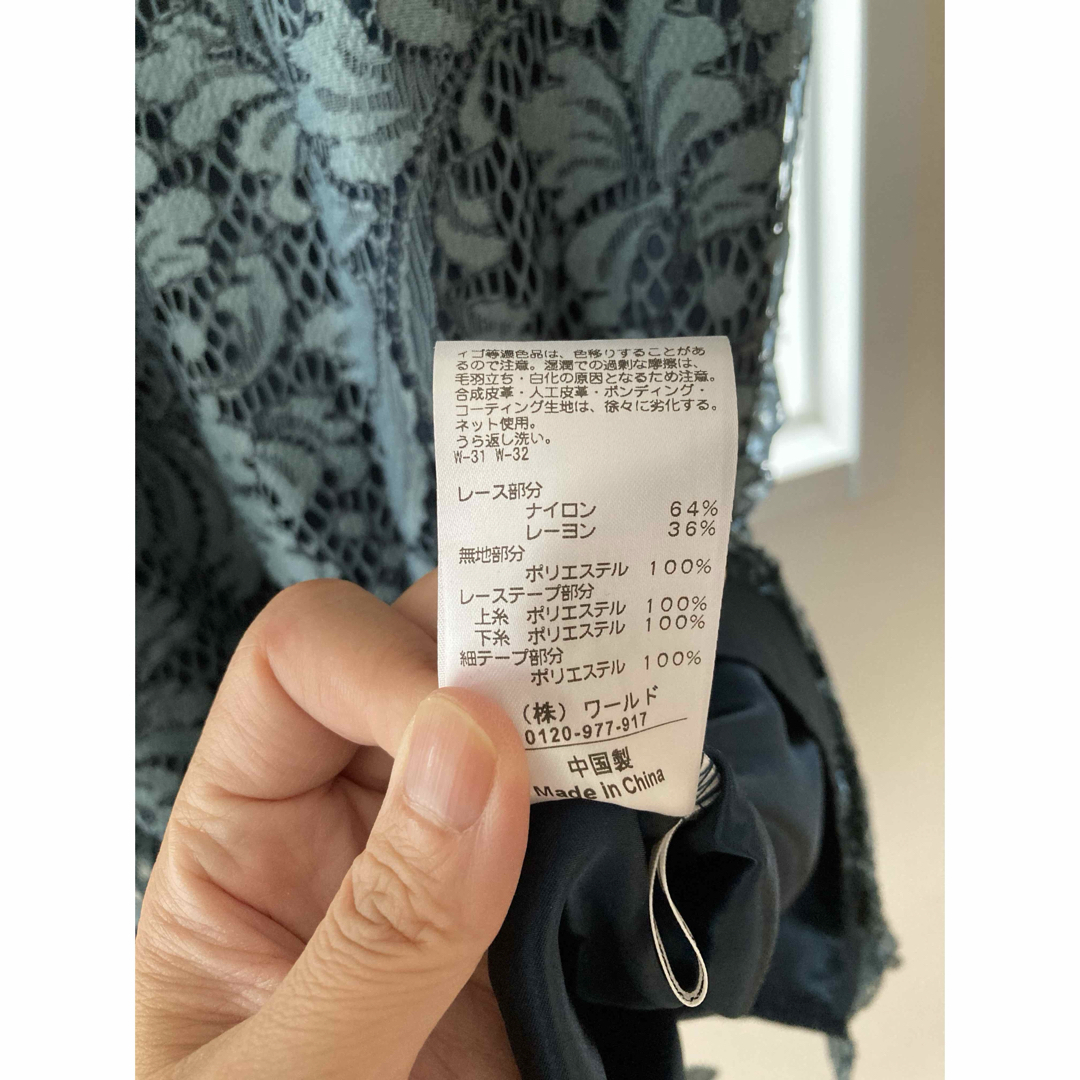 ィゴ等濃色品は、色移りすることがあ
るので注意。湿潤での過剰な摩擦は、
毛羽立ち・白化の原因となるため注意。
合成皮革・人工皮革・ボンディング・
コーティング生地は、徐々に劣化する。
ネット使用。
うら返し洗い。
W-31 W-32
レース部分
ナイロン 64%
レーヨン 36%
無地部分
ポリエステル 100%
レーステープ部分
上糸 ポリエステル 100%
下糸 ポリエステル 100%
細テープ部分
ポリエステル 100%
(株) ワールド
0120-977-917
中国製
Made in China